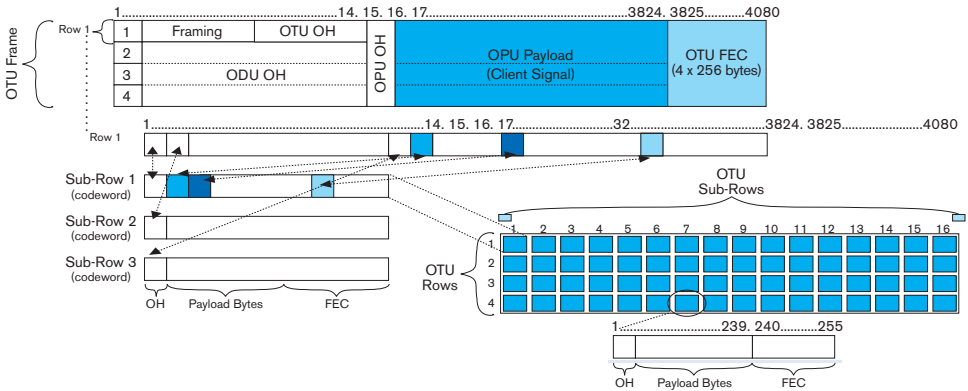 1.......................................................14. 15. 16. 17.......................................................3824. 3825............4080
OTU Frame
Row 1
1
Framing
OTU OH
2
3
ODU OH
4
OPU OH
OPU Payload
(Client Signal)
OTU FEC
(4 x 256 bytes)
Row 1
1................................................14. 15. 16. 17.........................32...............................3824. 3825.....................4080
Sub-Row 1
(codeword)
Sub-Row 2
(codeword)
Sub-Row 3
(codeword)
OH
Payload Bytes
FEC
OTU
Sub-Rows
1 2 3 4 5 6 7 8 9 10 11 12 13 14 15 16
OTU
Rows
1
2
3
4
1.......................239. 240...........255
OH
Payload Bytes
FEC